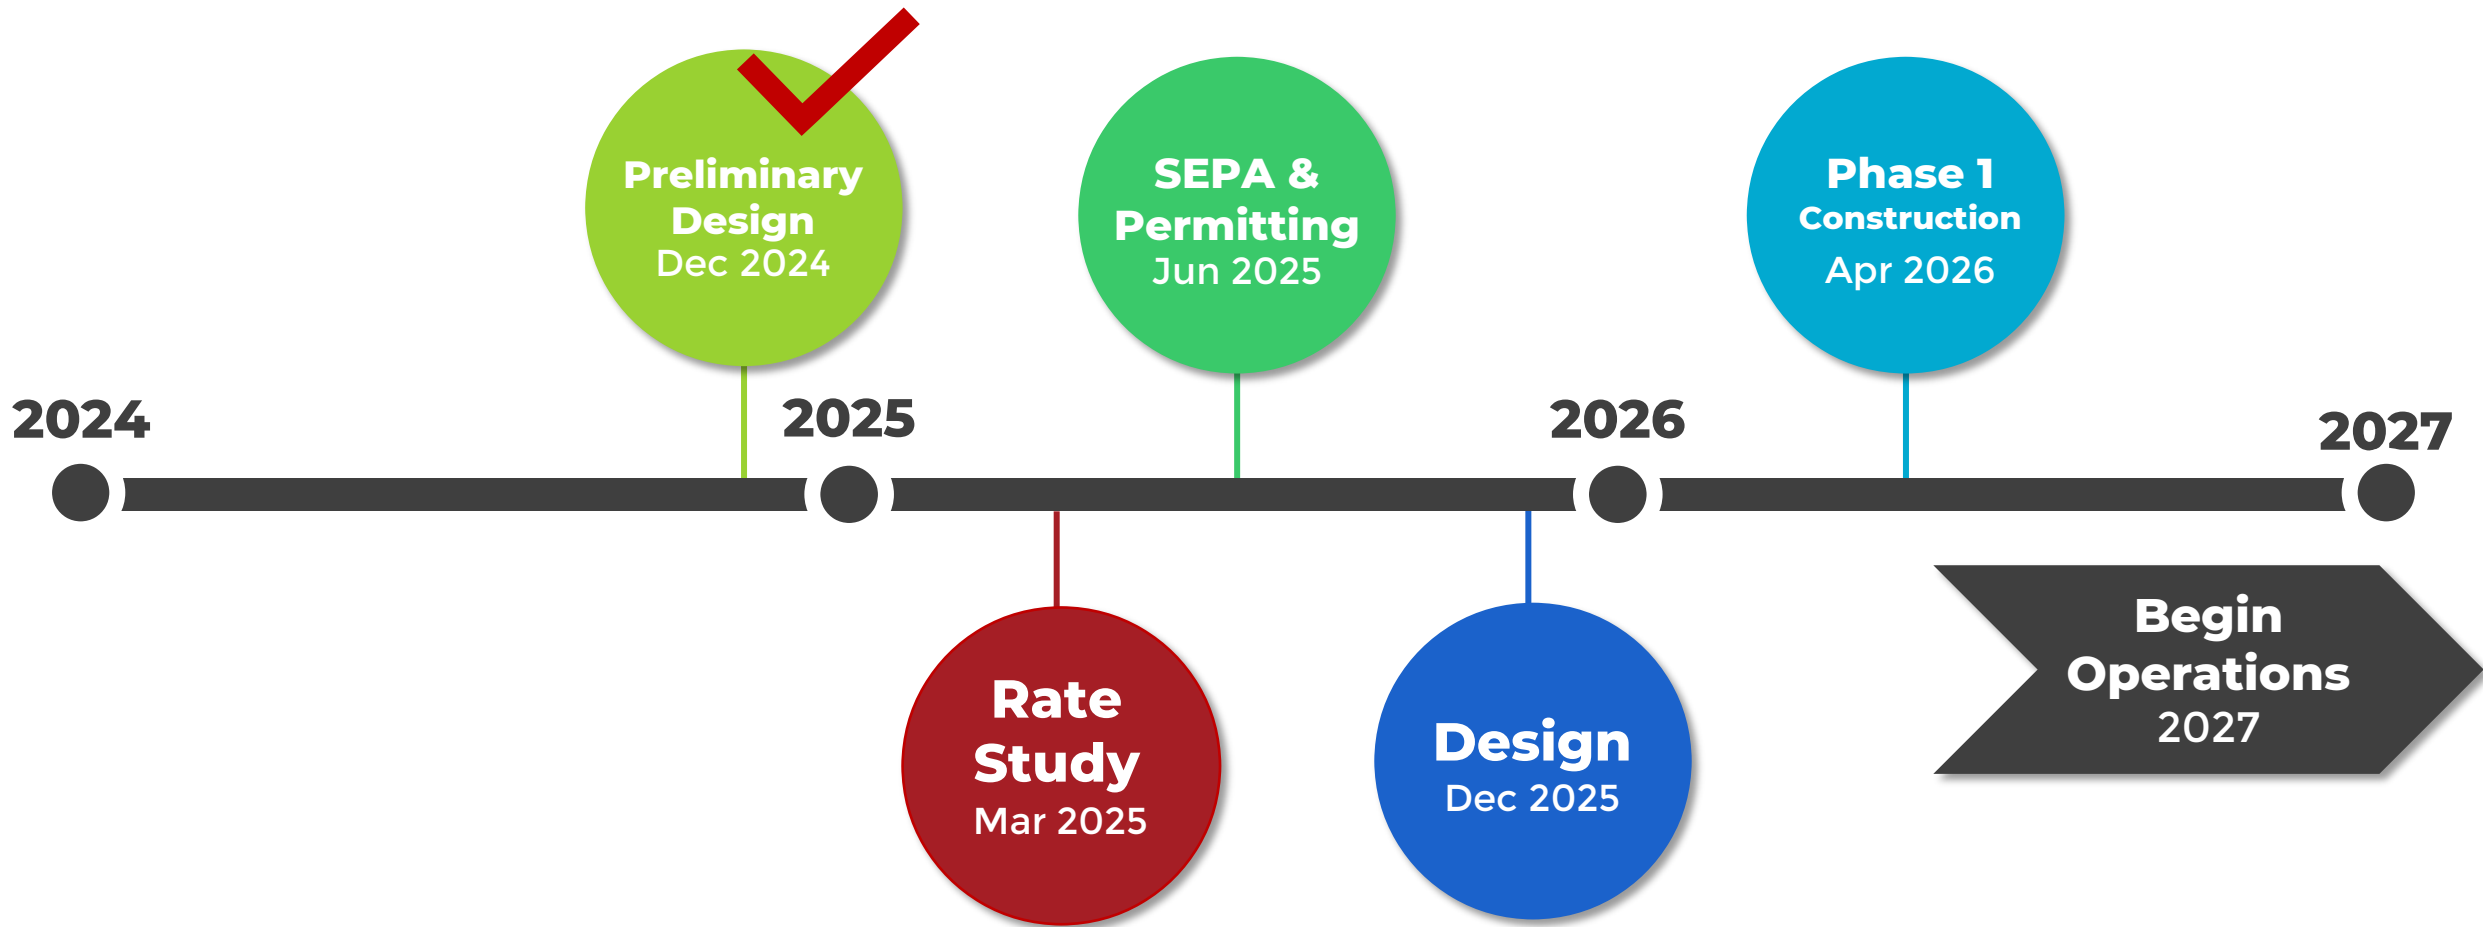 Preliminary
Design
Dec 2024
SEPA &
Permitting
Jun 2025
Phase 1
Construction
Apr 2026
2024
2025
2026
2027
Rate
Study
Mar 2025
Design
Dec 2025
Begin
Operations
2027